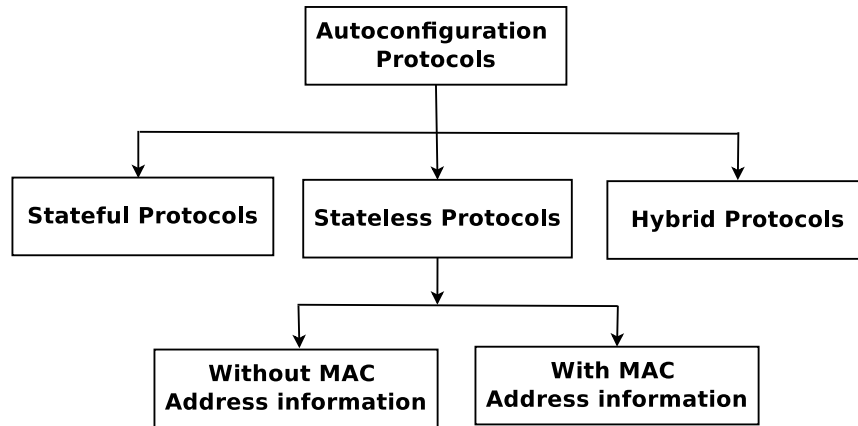 Autoconfiguration
Protocols
Stateful Protocols
Stateless Protocols
Hybrid Protocols
Without MAC
Address information
With MAC
Address information